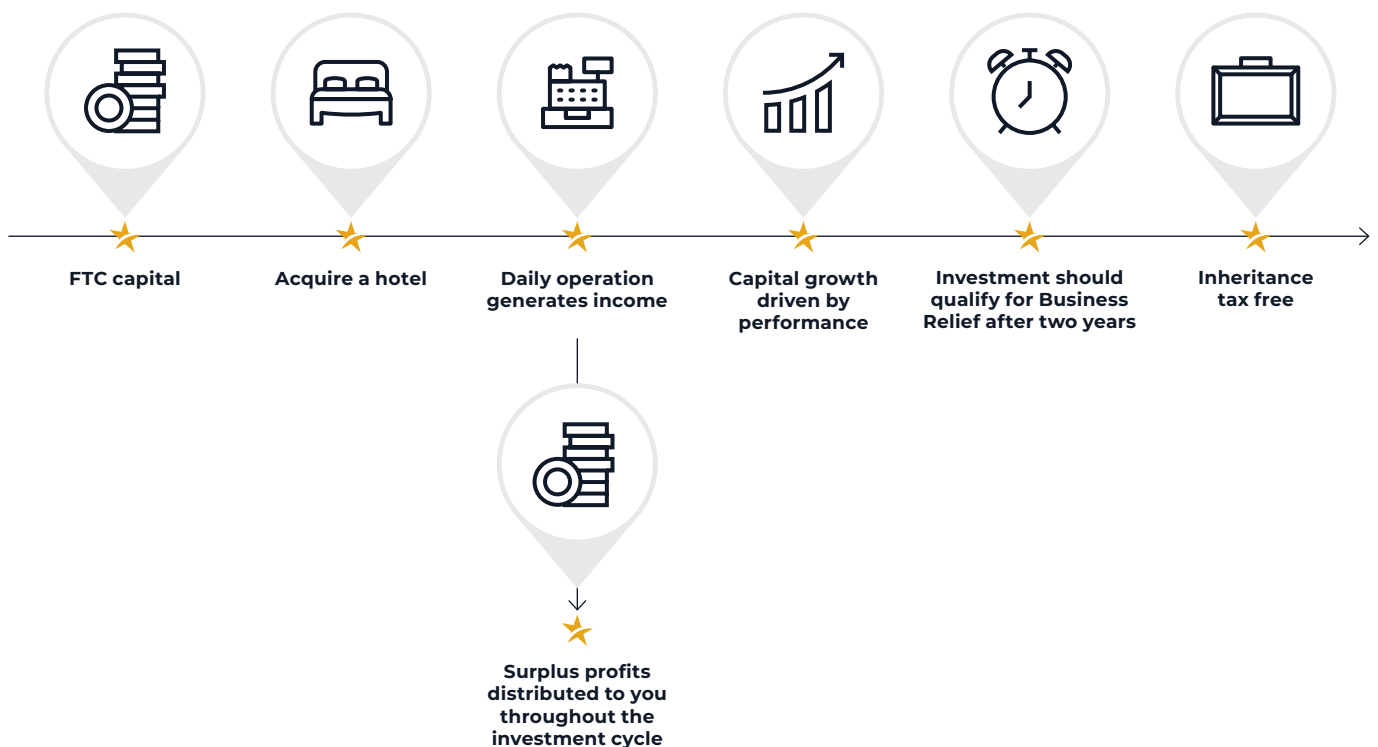 FTC capital
Acquire a hotel
Daily operation
generates income
Capital growth
driven by
performance
Investment should
qualify for Business
Relief after two years
Inheritance
tax free
Surplus profits
distributed to you
throughout the
investment cycle